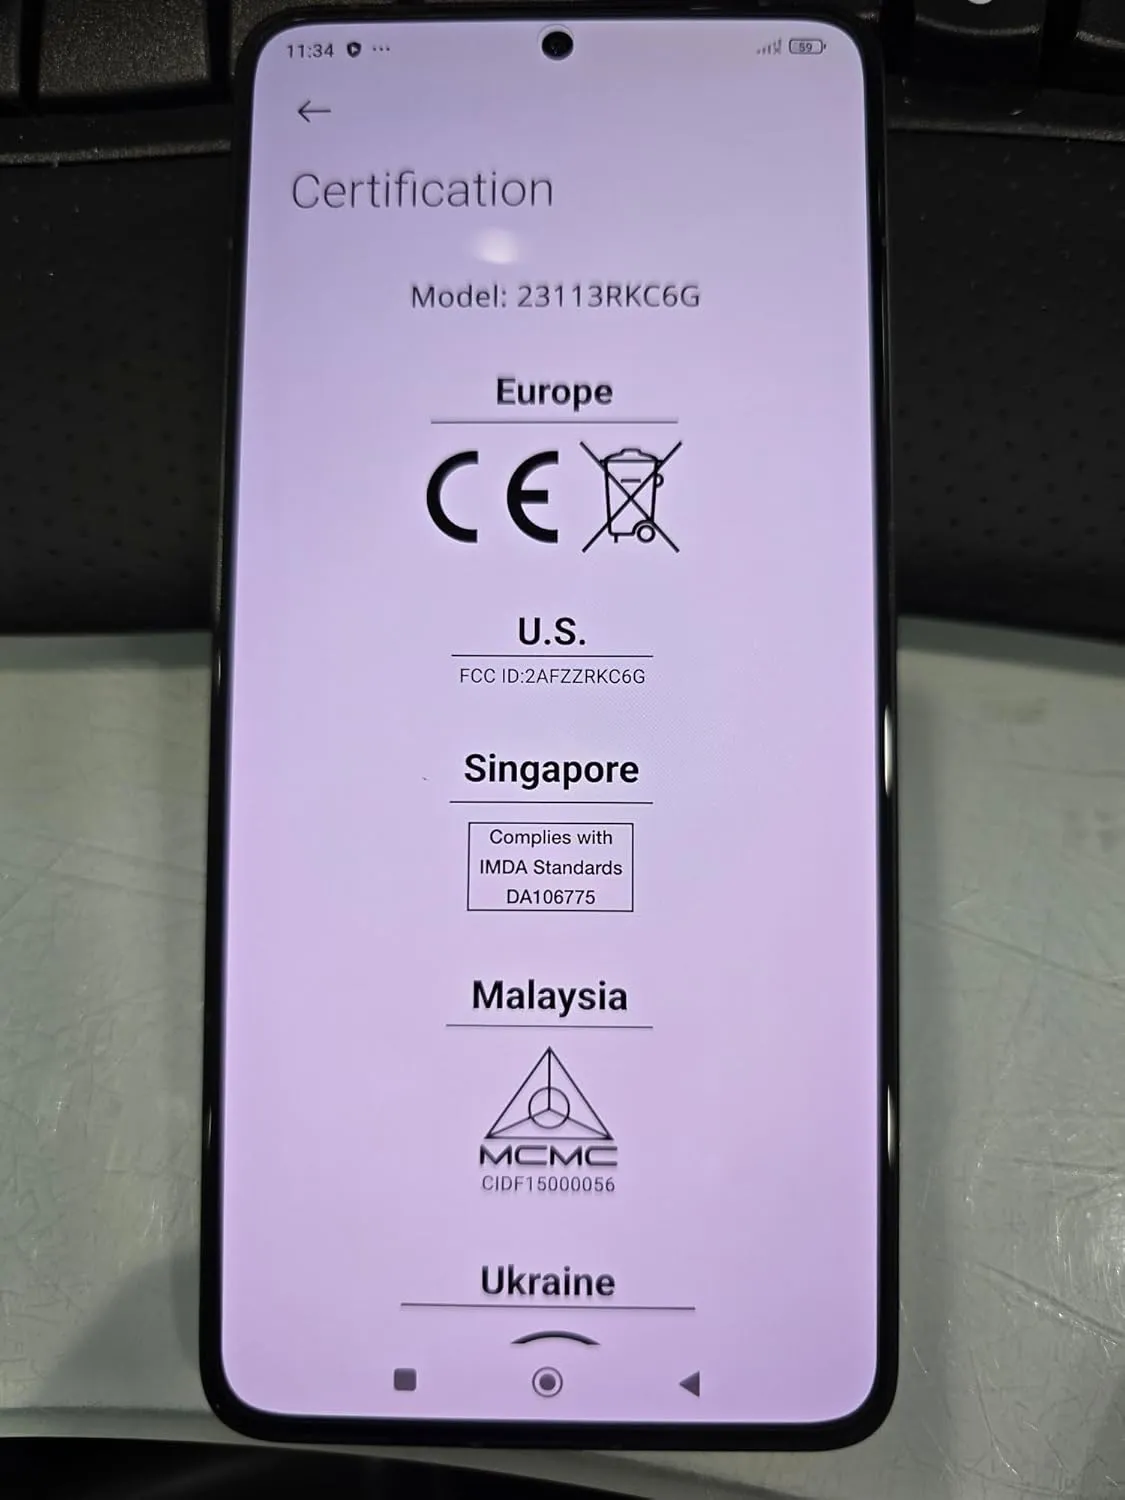 11:34 ... 59
Certification
Model: 23113RKC6G
Europe
CE
U.S.
FCC ID:2AFZZRKC6G
Singapore
Complies with
IMDA Standards
DA106775
Malaysia
MCMC
CIDF15000056
Ukraine